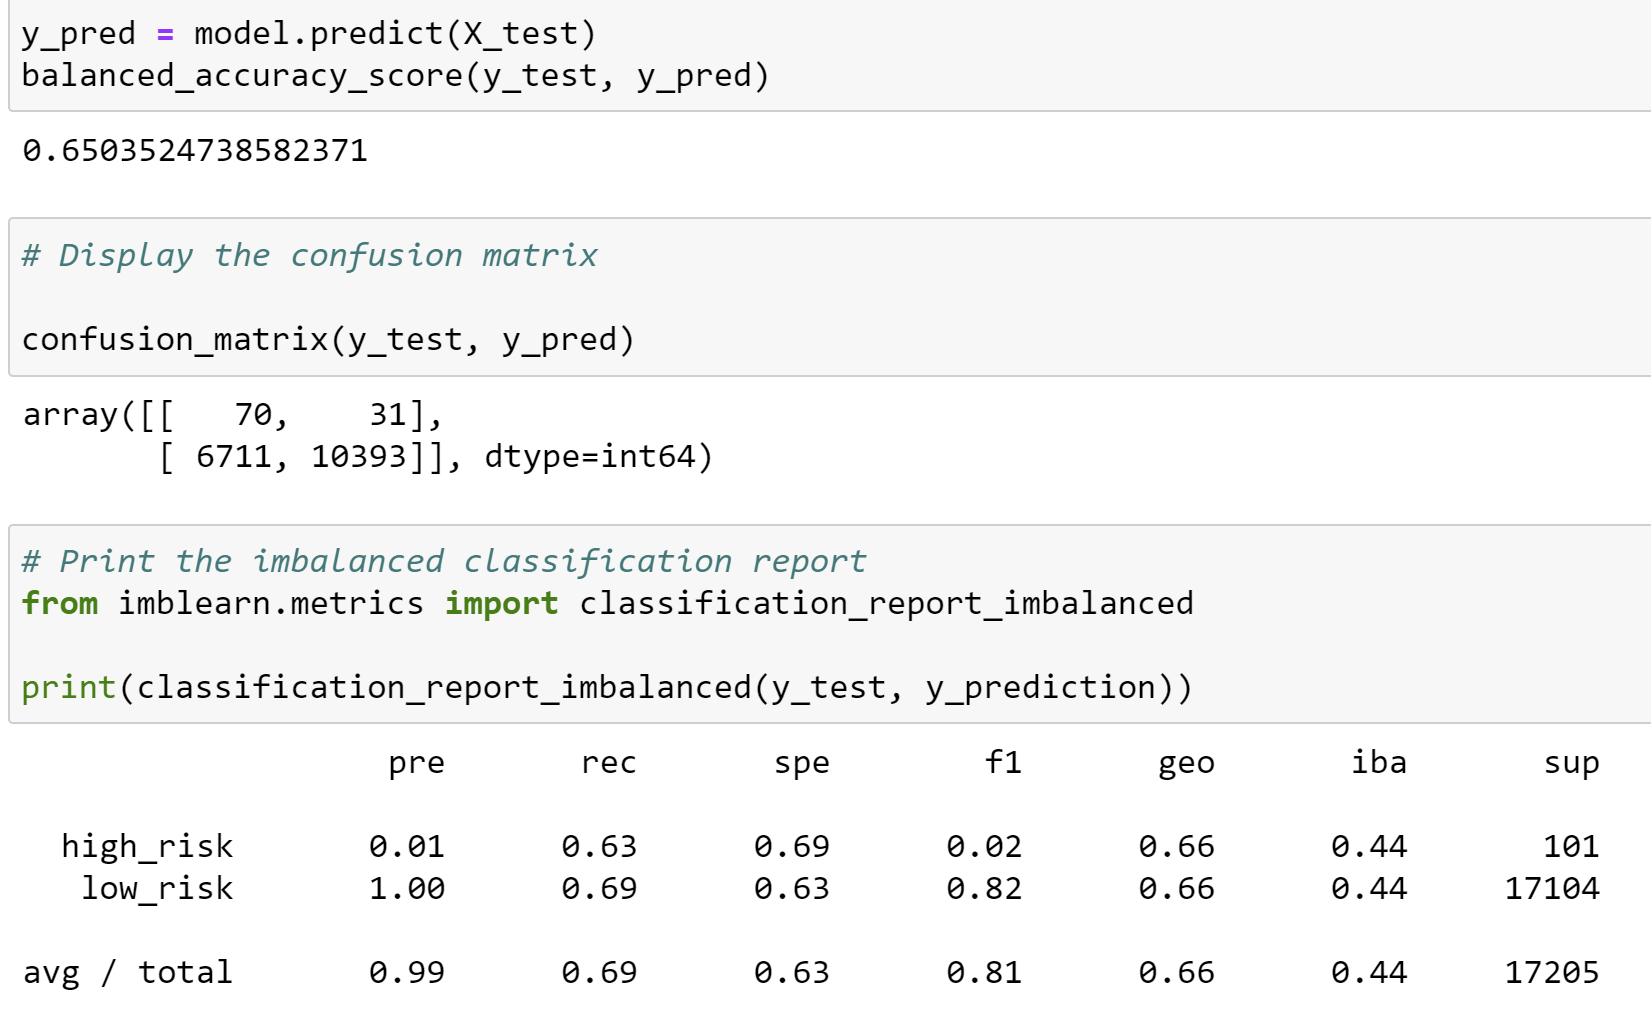 y_pred = model.predict(X_test)
balanced_accuracy_score(y_test, y_pred)
0.6503524738582371
# Display the confusion matrix
confusion_matrix(y_test, y_pred)
array([[   70,    31],
       [ 6711, 10393]], dtype=int64)
# Print the imbalanced classification report
from imblearn.metrics import classification_report_imbalanced
print(classification_report_imbalanced(y_test, y_prediction))
                   pre       rec       spe        f1       geo       iba       sup
  high_risk       0.01      0.63      0.69      0.02      0.66      0.44       101
   low_risk       1.00      0.69      0.63      0.82      0.66      0.44     17104
avg / total       0.99      0.69      0.63      0.81      0.66      0.44     17205